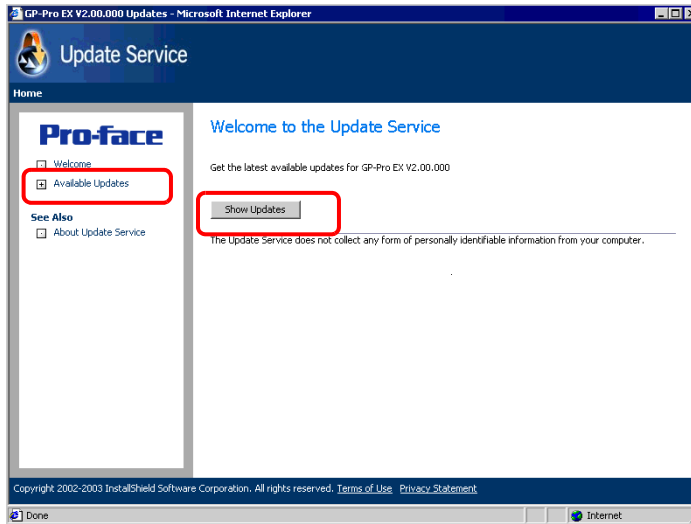 GP-Pro EX V2.00.000 Updates - Microsoft Internet Explorer
Update Service
Home
Pro-face
Welcome
Available Updates
See Also
About Update Service
Welcome to the Update Service
Get the latest available updates for GP-Pro EX V2.00.000
Show Updates
The Update Service does not collect any form of personally identifiable information from your computer.
Copyright 2002-2003 InstallShield Software Corporation. All rights reserved. Terms of Use Privacy Statement
Done
Internet